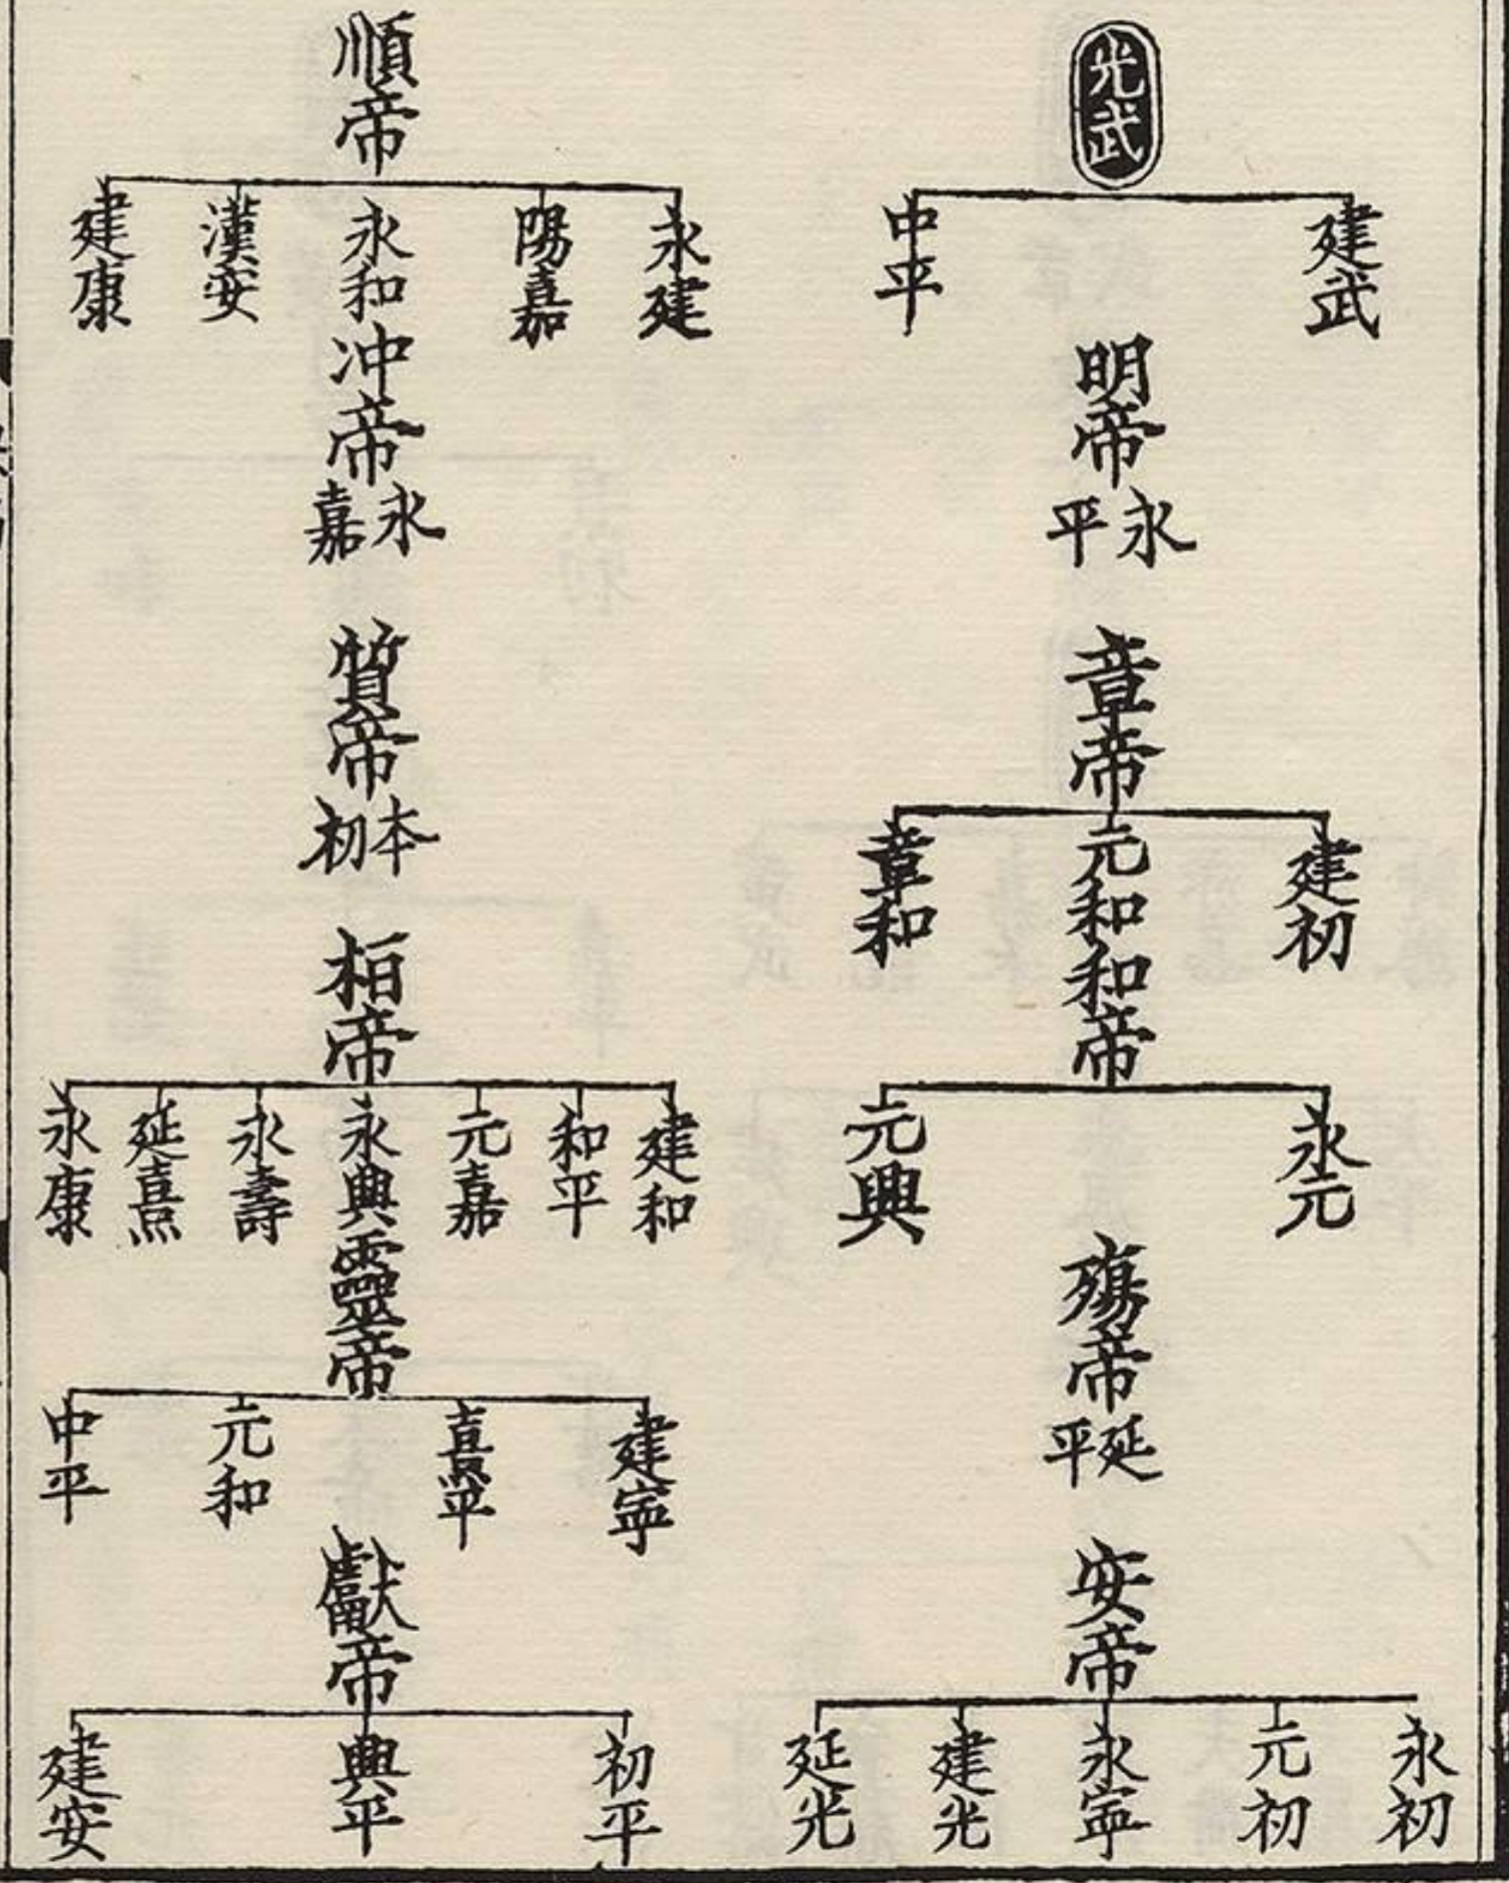 光武
建武
中平
明帝
永平
章帝
建初
元和
章和
和帝
永元
元興
殤帝
延平
安帝
永初
元初
永寍
建光
延光
順帝
永建
陽嘉
永和
漢安
建康
冲帝
永嘉
質帝
本初
栢帝
建和
和平
元嘉
永興
永壽
延熹
永康
靈帝
建寍
熹平
元和
中平
獻帝
初平
興平
建安